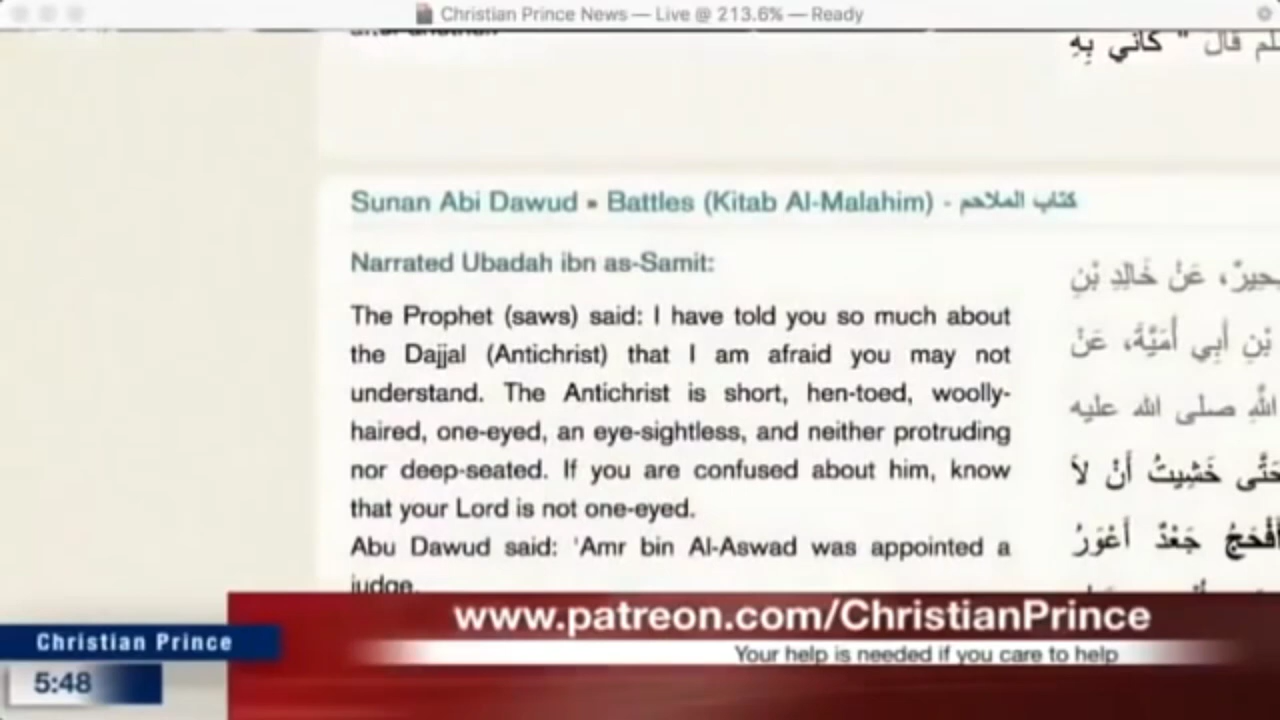 Christian Prince News — Live @ 213.6% — Ready
كأني بِهِ
" قال
Sunan Abi Dawud » Battles (Kitab Al-Malahim) - كتاب الملاحم
Narrated Ubadah ibn as-Samit:
عَنْ خَالِدِ بْنِ
The Prophet (saws) said: I have told you so much about
بْنِ أَبِي أُمَيَّةَ، عَنْ
the Dajjal (Antichrist) that I am afraid you may not
understand. The Antichrist is short, hen-toed, woolly-
اللَّهِ صلى الله عليه
haired, one-eyed, an eye-sightless, and neither protruding
حَتَّى خَشِيتُ أَنْ لاَ
nor deep-seated. If you are confused about him, know
that your Lord is not one-eyed.
أَفْحَجُ جَعْدٌ أَعْوَرُ
Abu Dawud said: 'Amr bin Al-Aswad was appointed a
judge.
www.patreon.com/ChristianPrince
Christian Prince
Your help is needed if you care to help
5:48